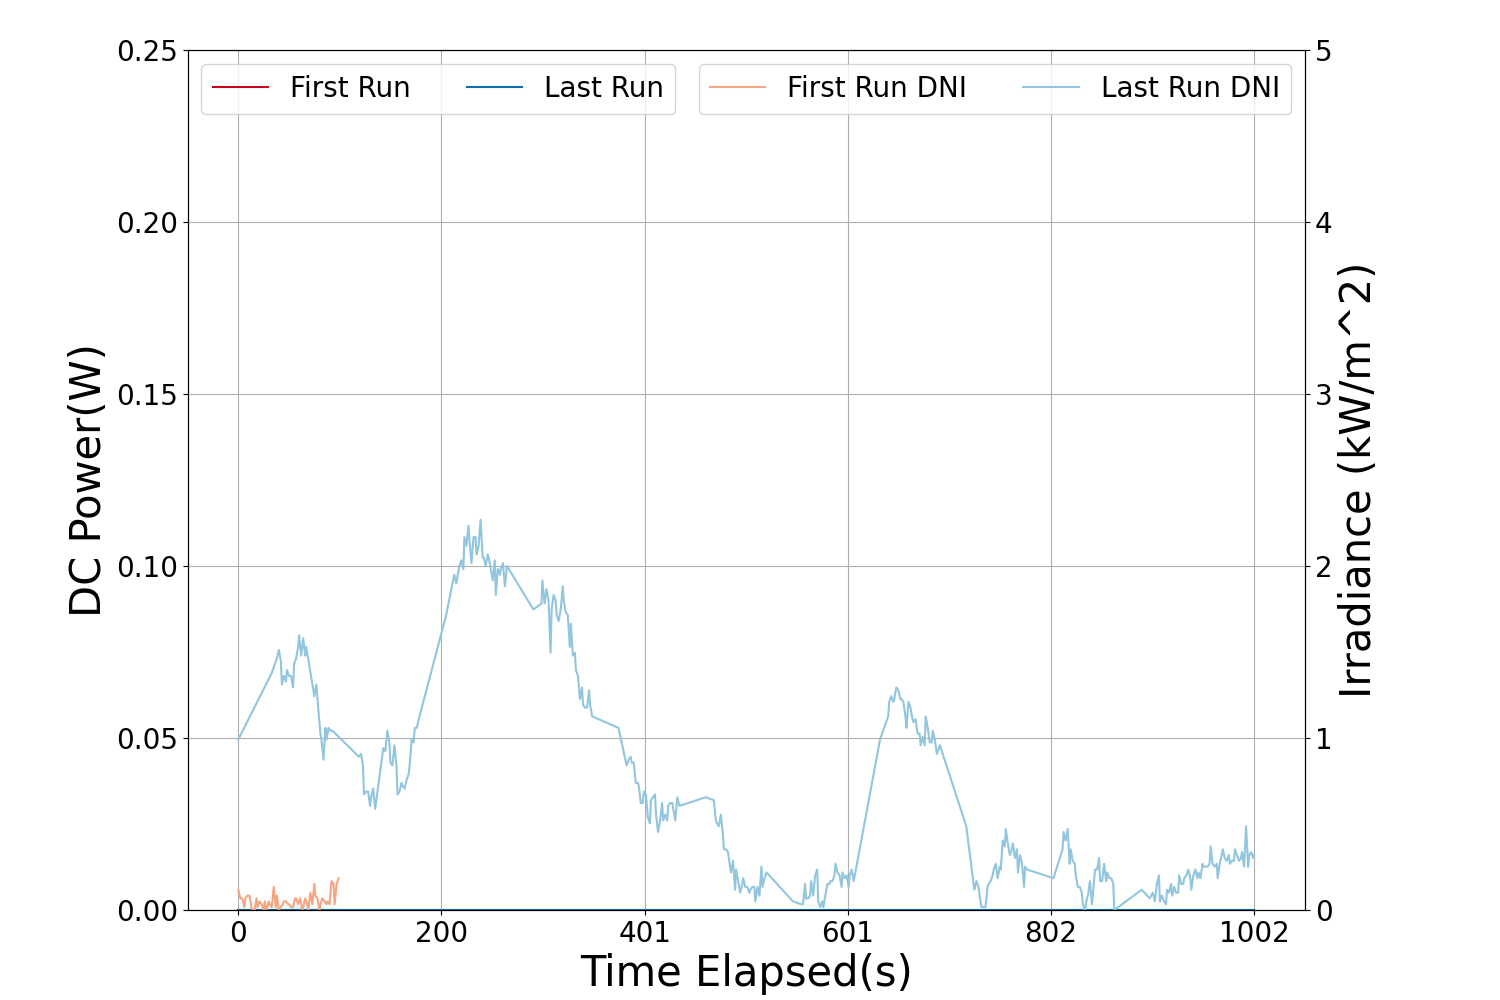 First Run
Last Run
First Run DNI
Last Run DNI
DC Power(W)
0.25
0.20
0.15
0.10
0.05
0.00
5
4
3
2
1
0
Irradiance (kW/m^2)
0
200
401
601
802
1002
Time Elapsed(s)